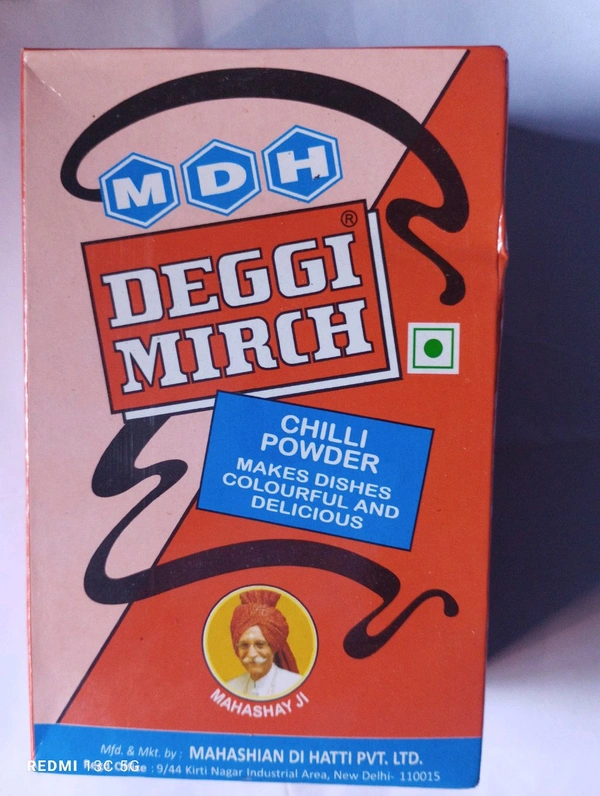 MDH
®
DEGGI
MIRCH
CHILLI
POWDER
MAKES DISHES
COLOURFUL AND
DELICIOUS
MAHASHAY JI
Mfd. & Mkt. by : MAHASHIAN DI HATTI PVT. LTD.
: 9/44 Kirti Nagar Industrial Area, New Delhi- 110015
REDMI 13C 5G